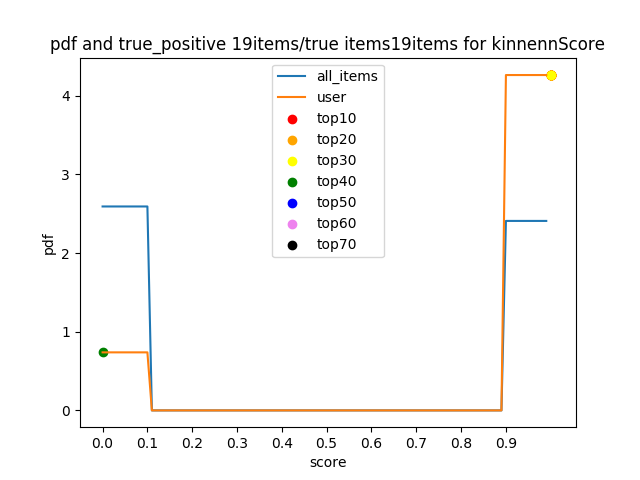 pdf and true_positive 19items/true items19items for kinnennScore
all_items
user
top10
top20
top30
top40
top50
top60
top70
4
3
2
1
0
pdf
0.0 0.1 0.2 0.3 0.4 0.5 0.6 0.7 0.8 0.9
score